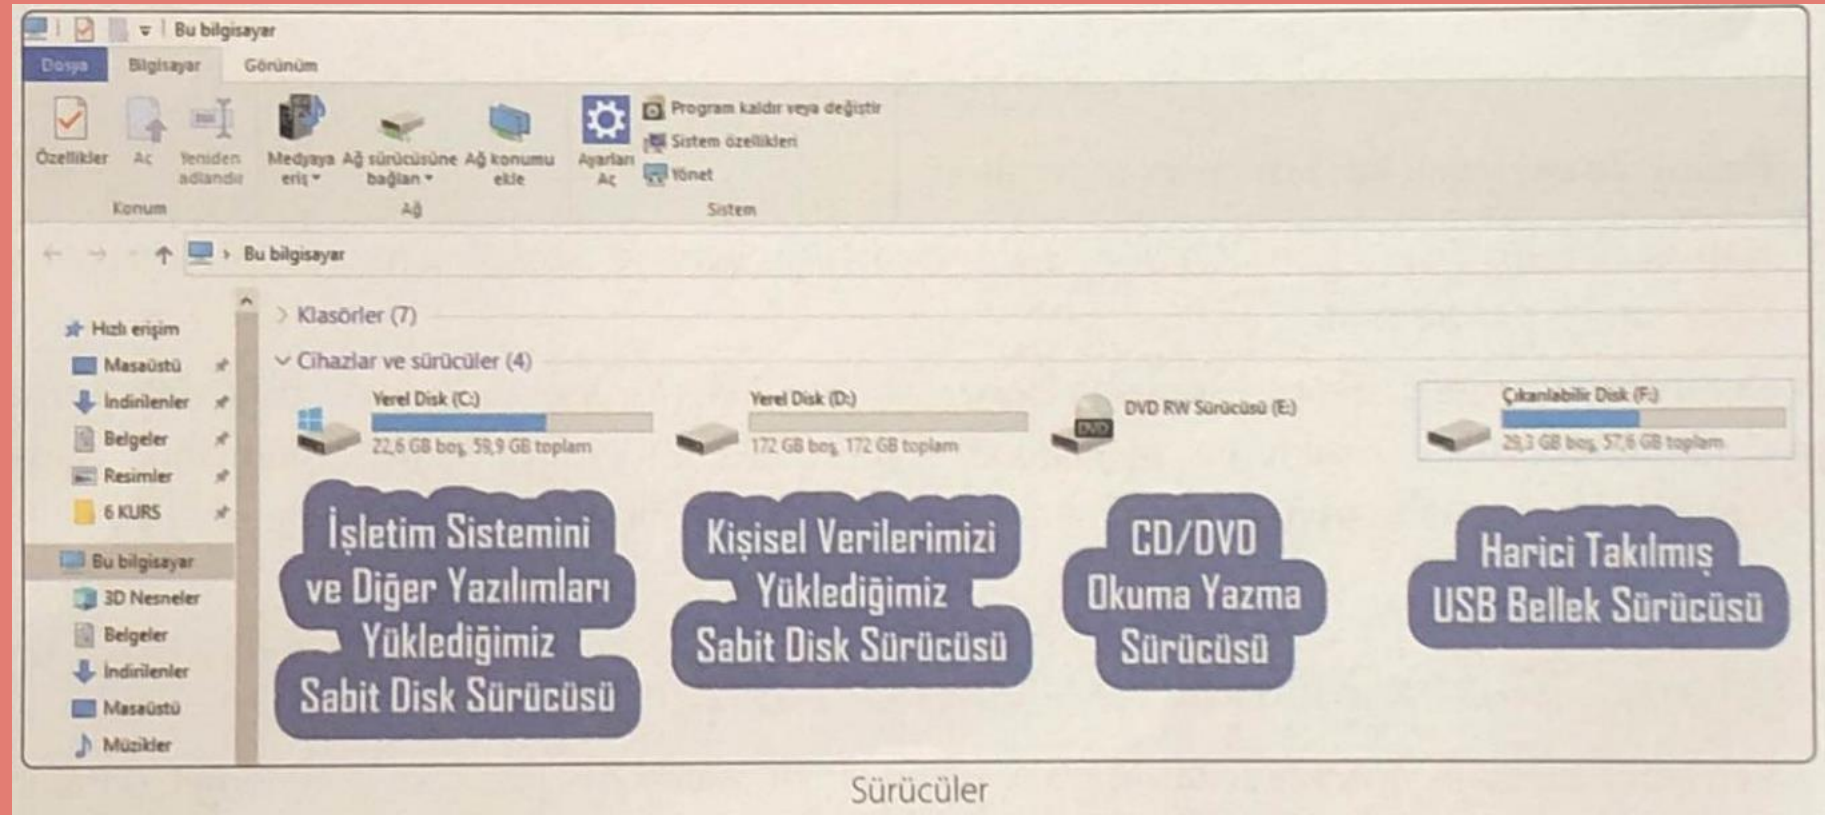 Bu bilgisayar
Dosya Bilgisayar Görünüm
Özellikler
Aç
Yeniden
adlandır
Medyaya
eriş
Ağ sürücüsüne
bağlan
Ağ konumu
ekle
Ayarları
Aç
Program kaldır veya değiştir
Sistem özellikleri
Yönet
Konum
Ağ
Sistem
Bu bilgisayar
Hızlı erişim
Masaüstü
İndirilenler
Belgeler
Resimler
6 KURS
Bu bilgisayar
3D Nesneler
Belgeler
İndirilenler
Masaüstü
Müzikler
Klasörler (7)
Cihazlar ve sürücüler (4)
Yerel Disk (C:)
22,6 GB boş, 59,9 GB toplam
Yerel Disk (D:)
172 GB boş, 172 GB toplam
DVD RW Sürücüsü (E:)
DVD
Çıkarılabilir Disk (F:)
29,3 GB boş, 57,6 GB toplam
İşletim Sistemini
ve Diğer Yazılımları
Yüklediğimiz
Sabit Disk Sürücüsü
Kişisel Verilerimizi
Yüklediğimiz
Sabit Disk Sürücüsü
CD/DVD
Okuma Yazma
Sürücüsü
Harici Takılmış
USB Bellek Sürücüsü
Sürücüler